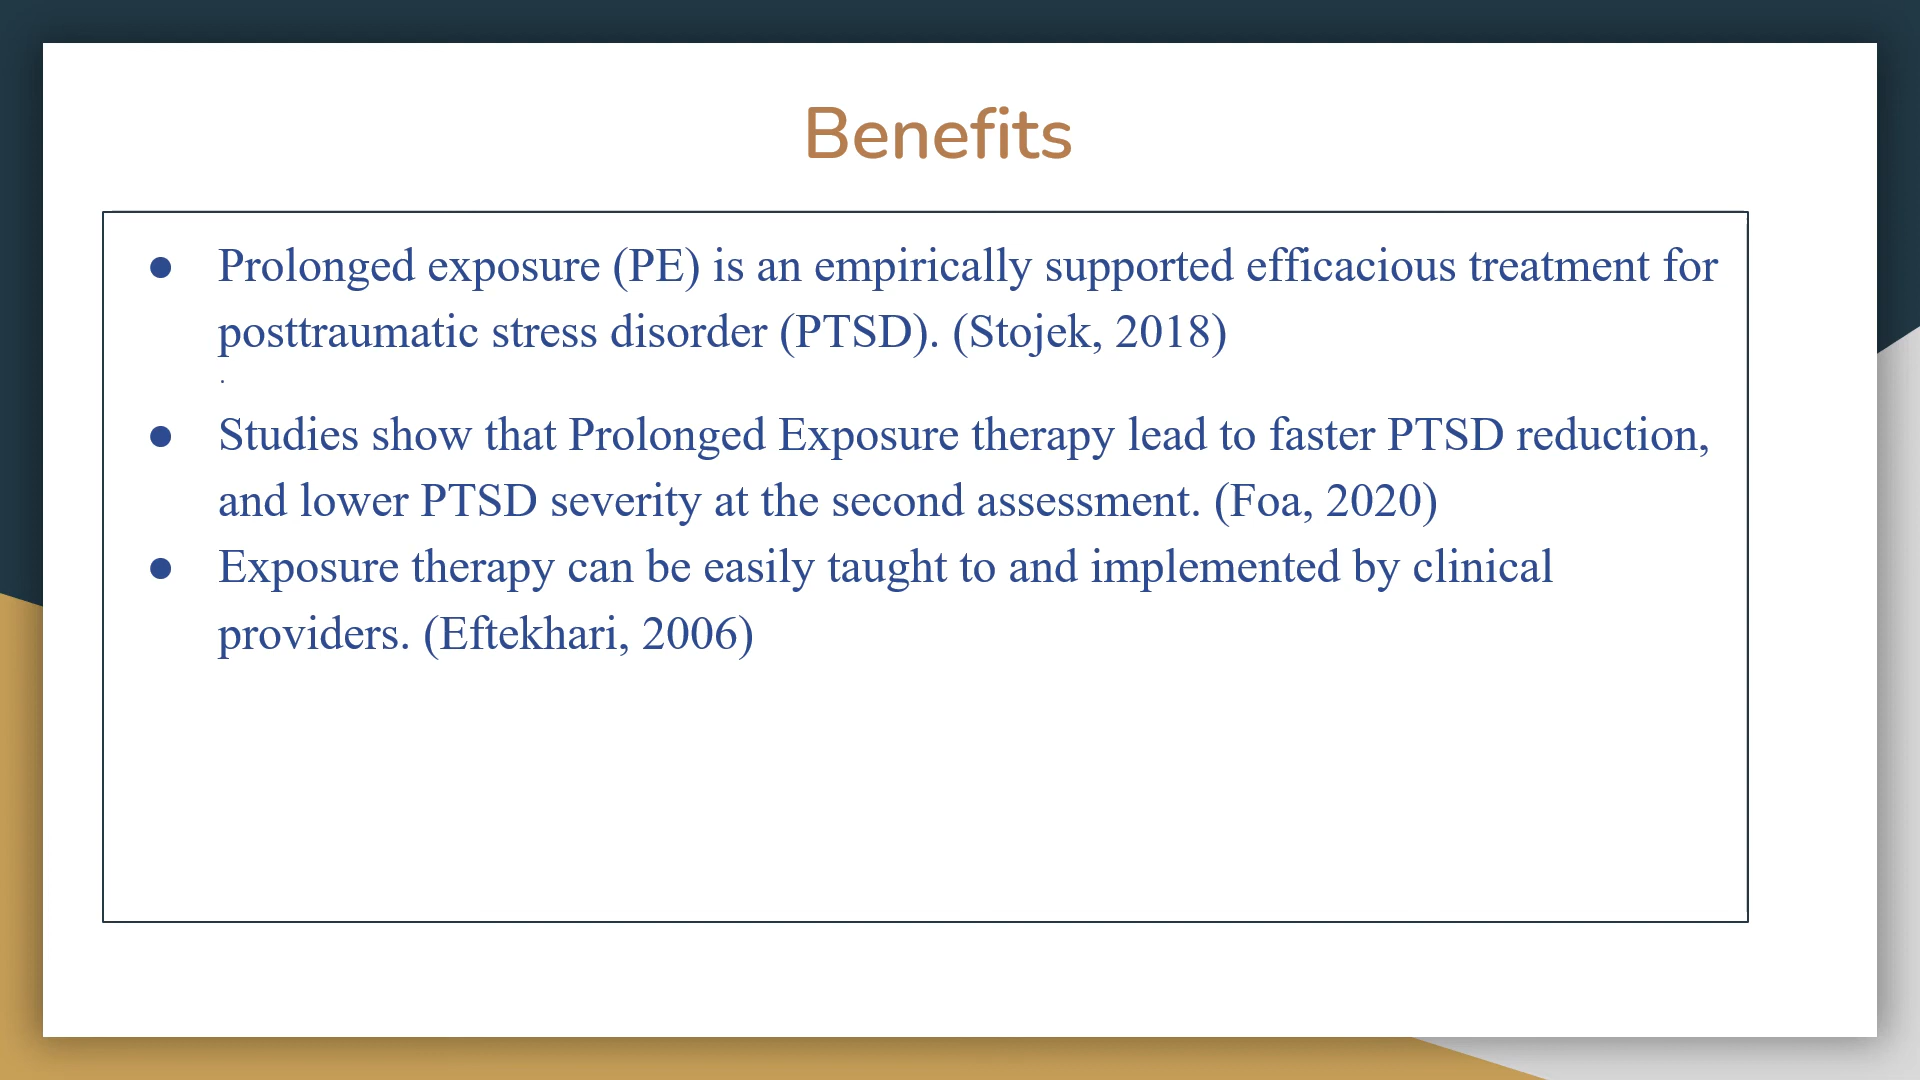 Benefits
● Prolonged exposure (PE) is an empirically supported efficacious treatment for
posttraumatic stress disorder (PTSD). (Stojek, 2018)
.
● Studies show that Prolonged Exposure therapy lead to faster PTSD reduction,
and lower PTSD severity at the second assessment. (Foa, 2020)
● Exposure therapy can be easily taught to and implemented by clinical
providers. (Eftekhari, 2006)